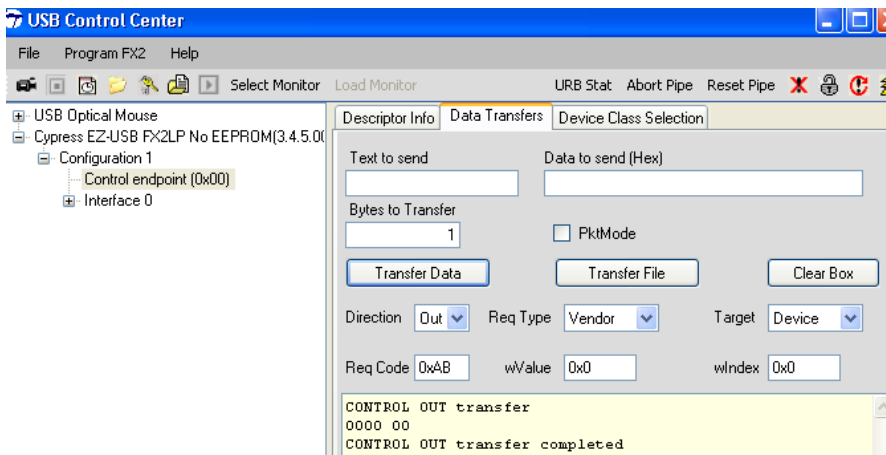 USB Control Center
File Program FX2 Help
Select Monitor Load Monitor URB Stat Abort Pipe Reset Pipe
USB Optical Mouse
Cypress EZ-USB FX2LP No EEPROM(3.4.5.0(
Configuration 1
Control endpoint (0x00)
Interface 0
Descriptor Info Data Transfers Device Class Selection
Text to send Data to send (Hex)
Bytes to Transfer
1 PktMode
Transfer Data Transfer File Clear Box
Direction Out Req Type Vendor Target Device
Req Code 0xAB wValue 0x0 wIndex 0x0
CONTROL OUT transfer
0000 00
CONTROL OUT transfer completed